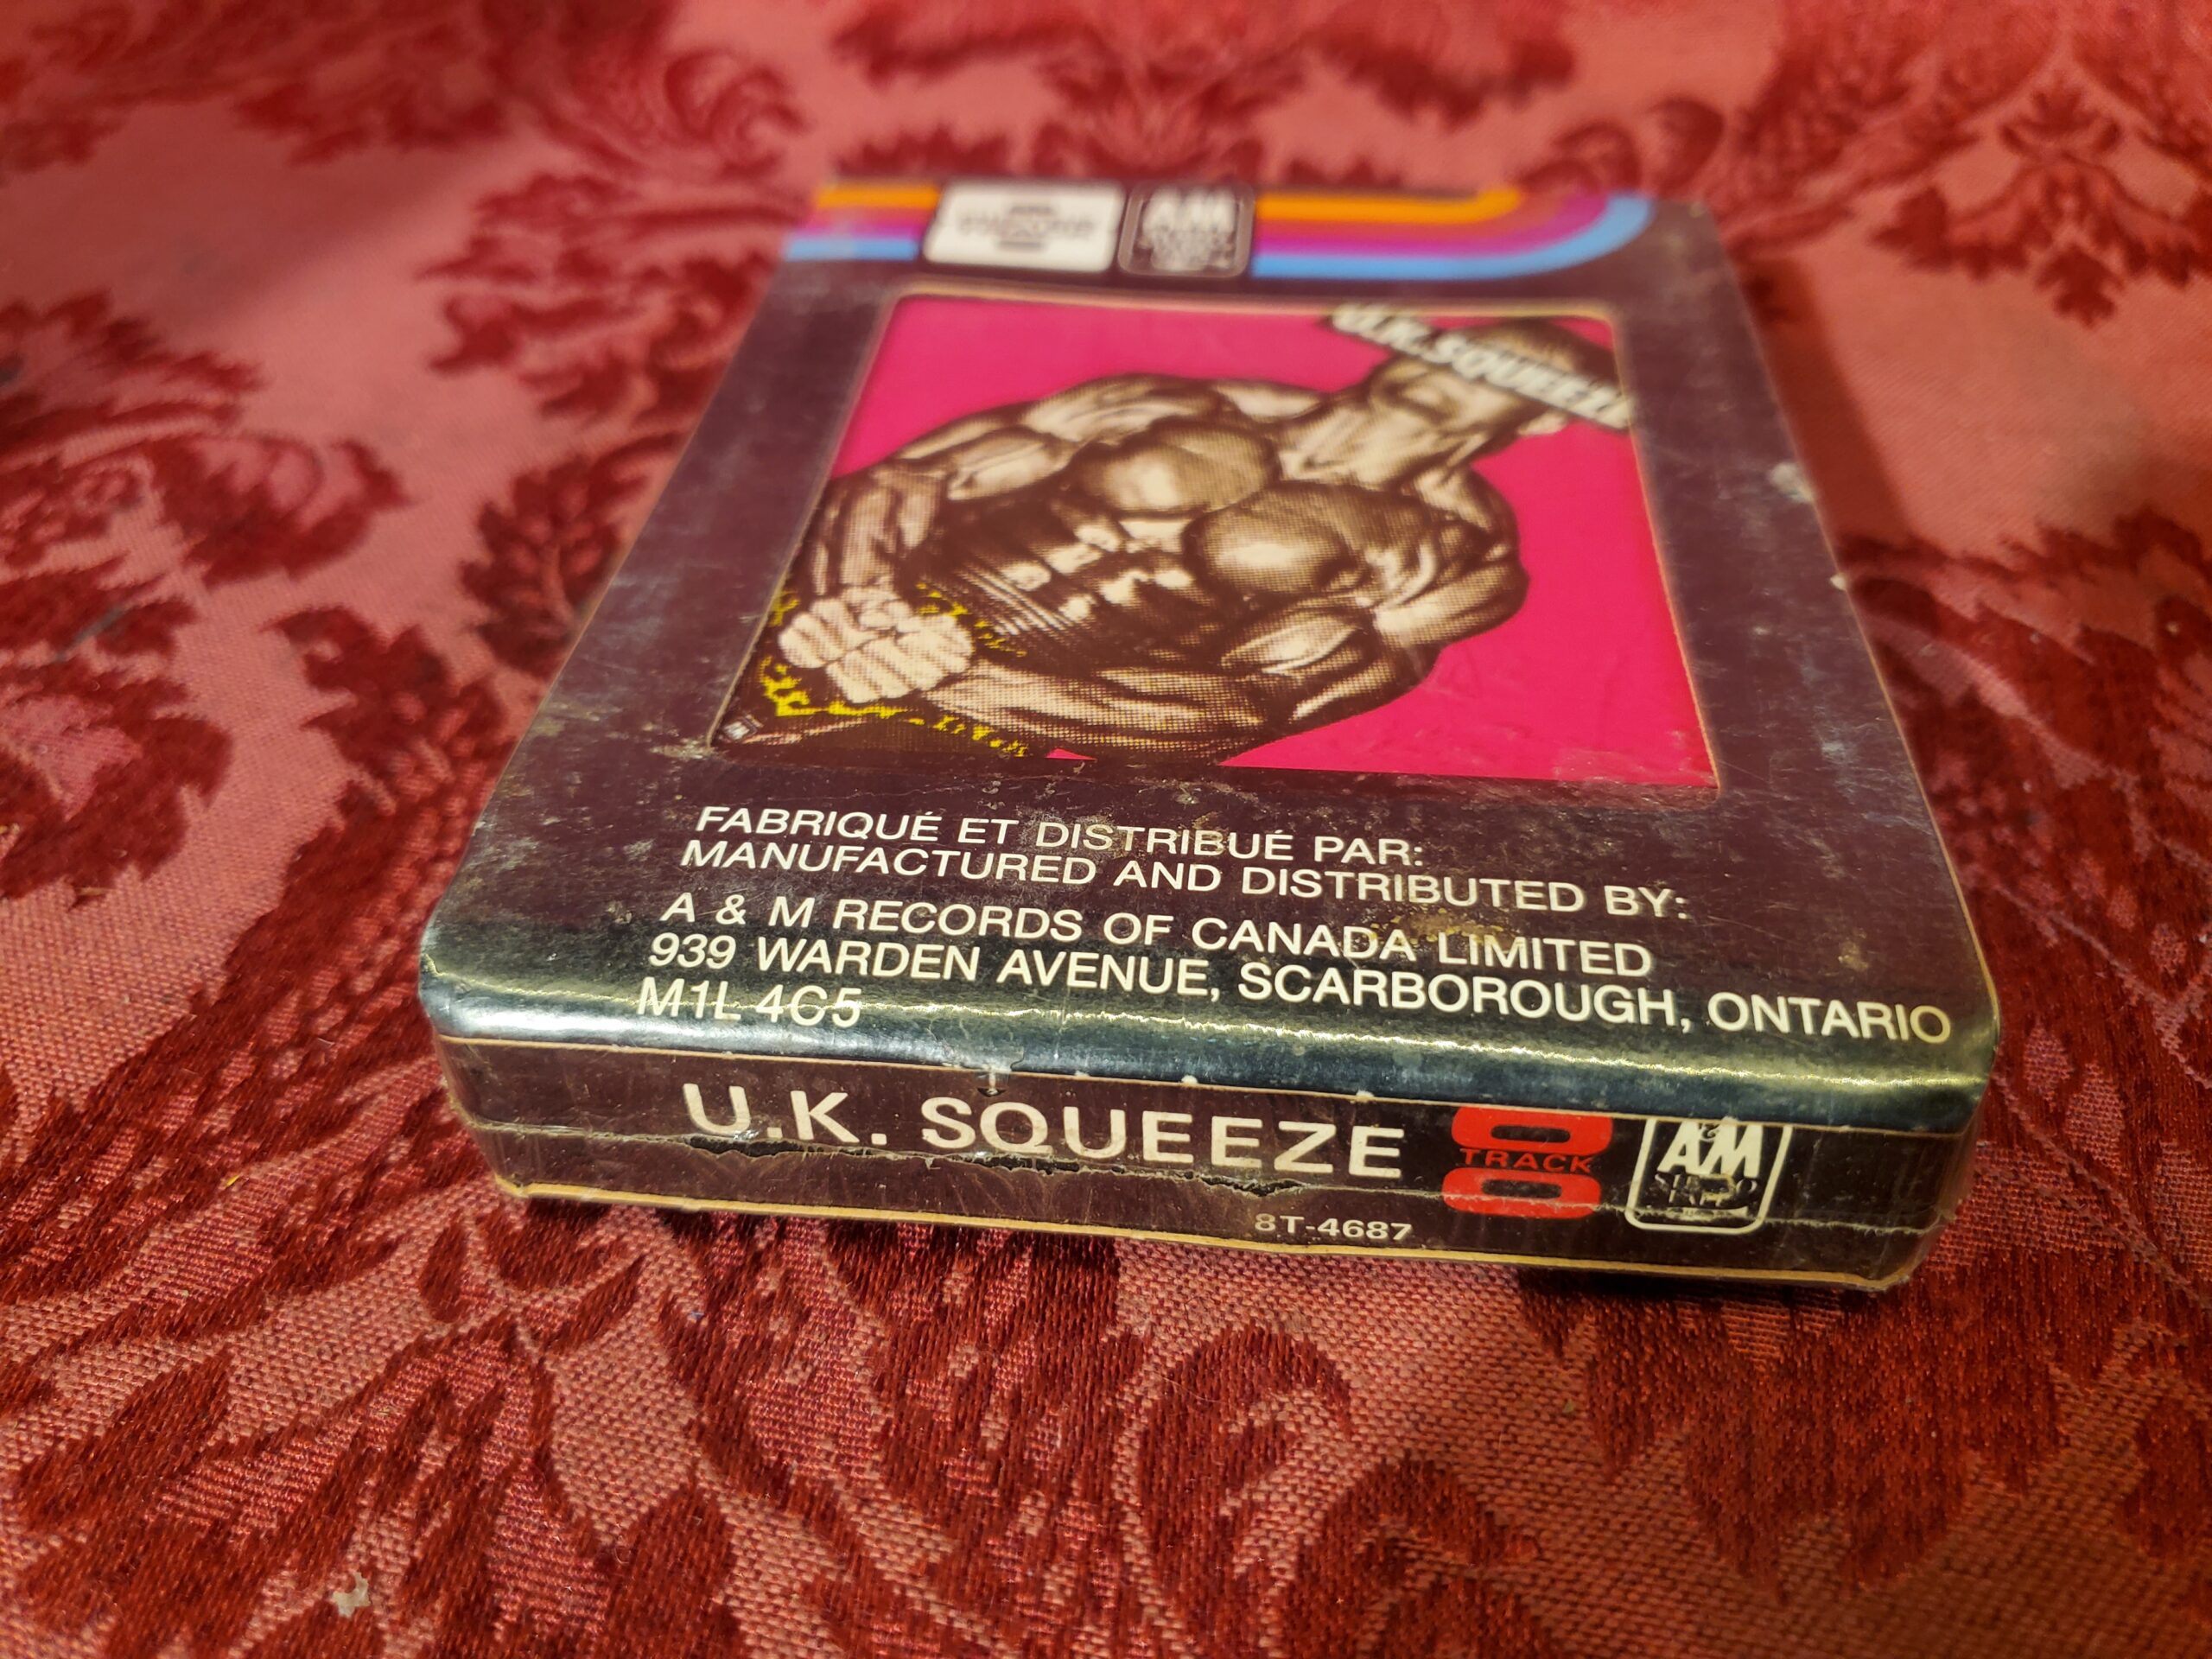 U.K. SQUEEZE
FABRIQUÉ ET DISTRIBUÉ PAR:
MANUFACTURED AND DISTRIBUTED BY:
A & M RECORDS OF CANADA LIMITED
939 WARDEN AVENUE, SCARBOROUGH, ONTARIO
M1L 4C5
U.K. SQUEEZE
8 TRACK
AM
8T-4687